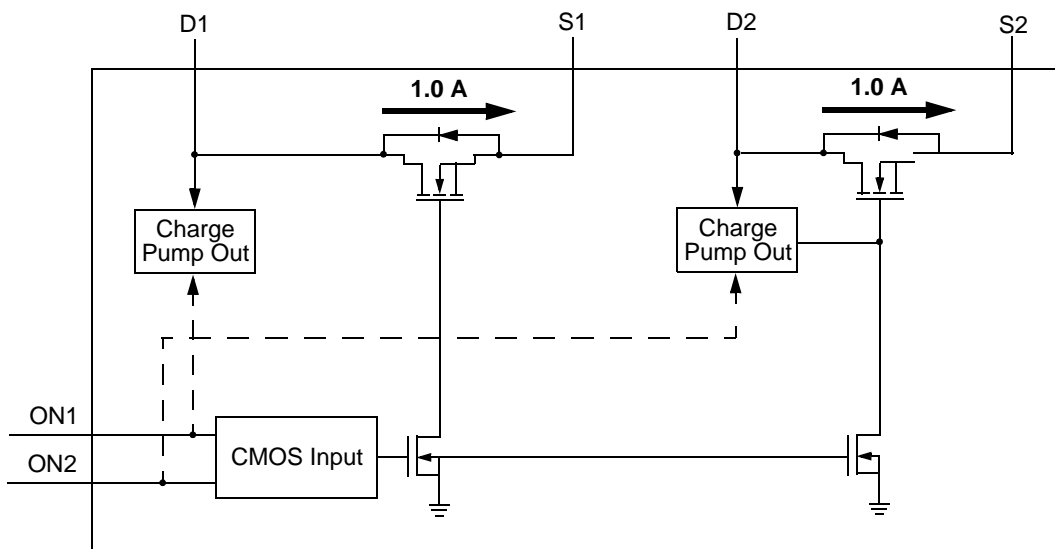 D1
S1
D2
S2
1.0 A
1.0 A
Charge
Pump Out
Charge
Pump Out
ON1
ON2
CMOS Input